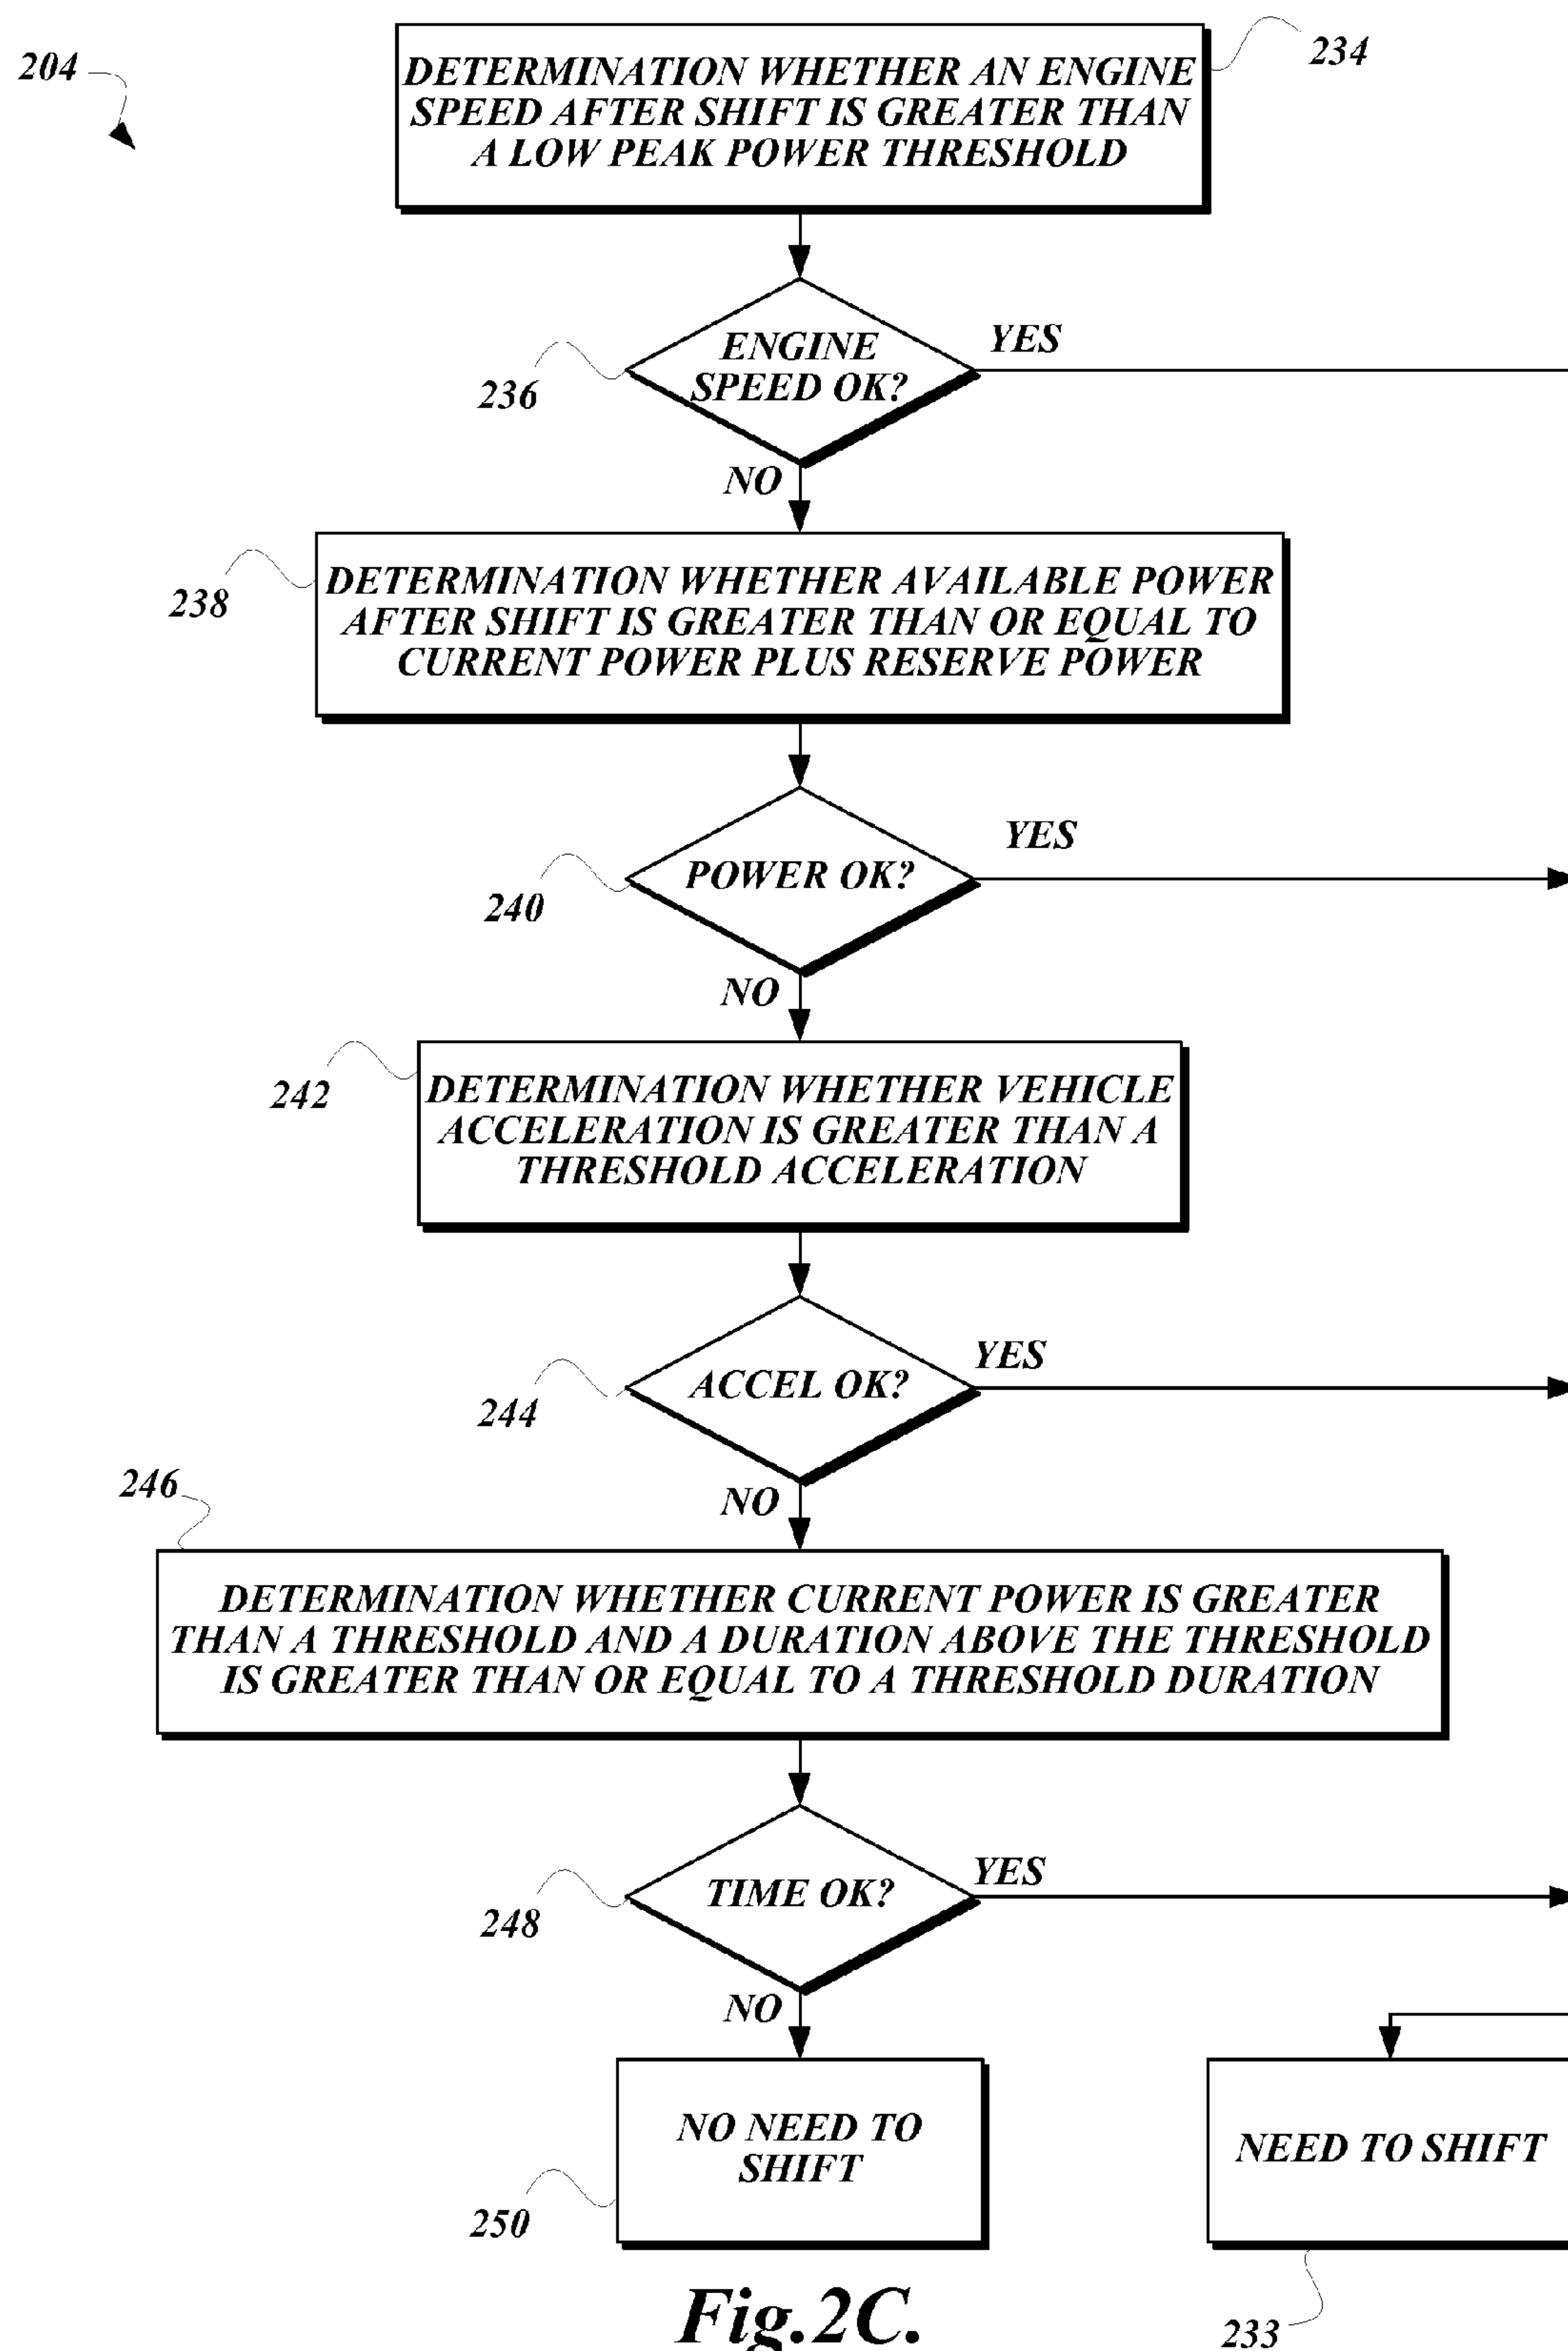 204
234
DETERMINATION WHETHER AN ENGINE
SPEED AFTER SHIFT IS GREATER THAN
A LOW PEAK POWER THRESHOLD
ENGINE
SPEED OK?
YES
236
NO
238
DETERMINATION WHETHER AVAILABLE POWER
AFTER SHIFT IS GREATER THAN OR EQUAL TO
CURRENT POWER PLUS RESERVE POWER
YES
POWER OK?
240
NO
242
DETERMINATION WHETHER VEHICLE
ACCELERATION IS GREATER THAN A
THRESHOLD ACCELERATION
YES
ACCEL OK?
244
NO
246
DETERMINATION WHETHER CURRENT POWER IS GREATER
THAN A THRESHOLD AND A DURATION ABOVE THE THRESHOLD
IS GREATER THAN OR EQUAL TO A THRESHOLD DURATION
YES
TIME OK?
248
NO
NO NEED TO
SHIFT
250
NEED TO SHIFT
233
Fig.2C.